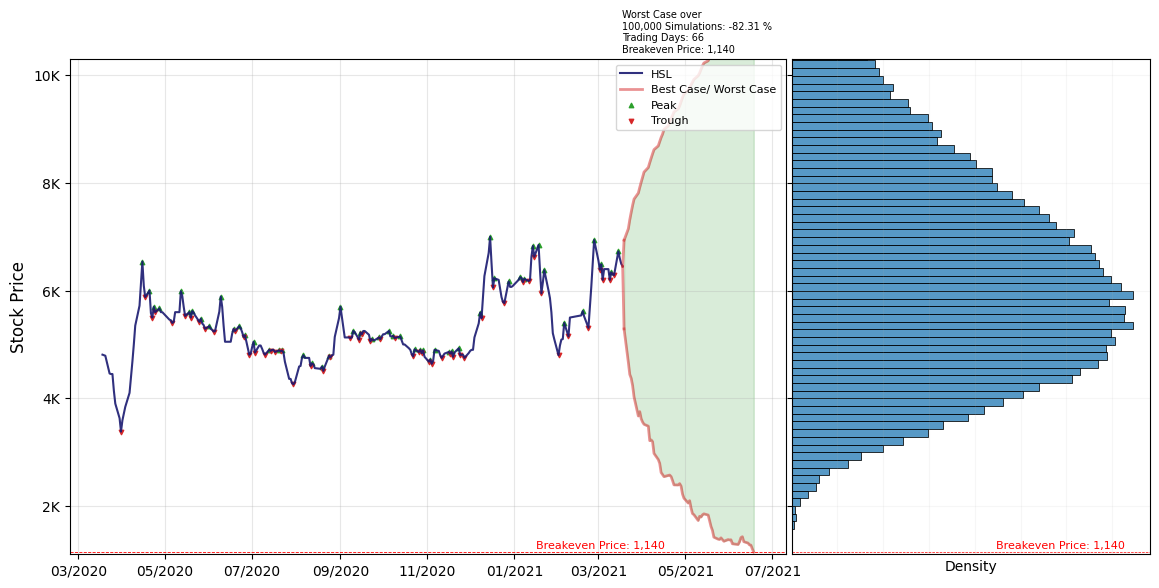 Worst Case over
100,000 Simulations: -82.31 %
Trading Days: 66
Breakeven Price: 1,140
HSL
Best Case/ Worst Case
Peak
Trough
10K
8K
6K
4K
2K
Stock Price
Breakeven Price: 1,140
Breakeven Price: 1,140
03/2020
05/2020
07/2020
09/2020
11/2020
01/2021
03/2021
05/2021
07/2021
Density